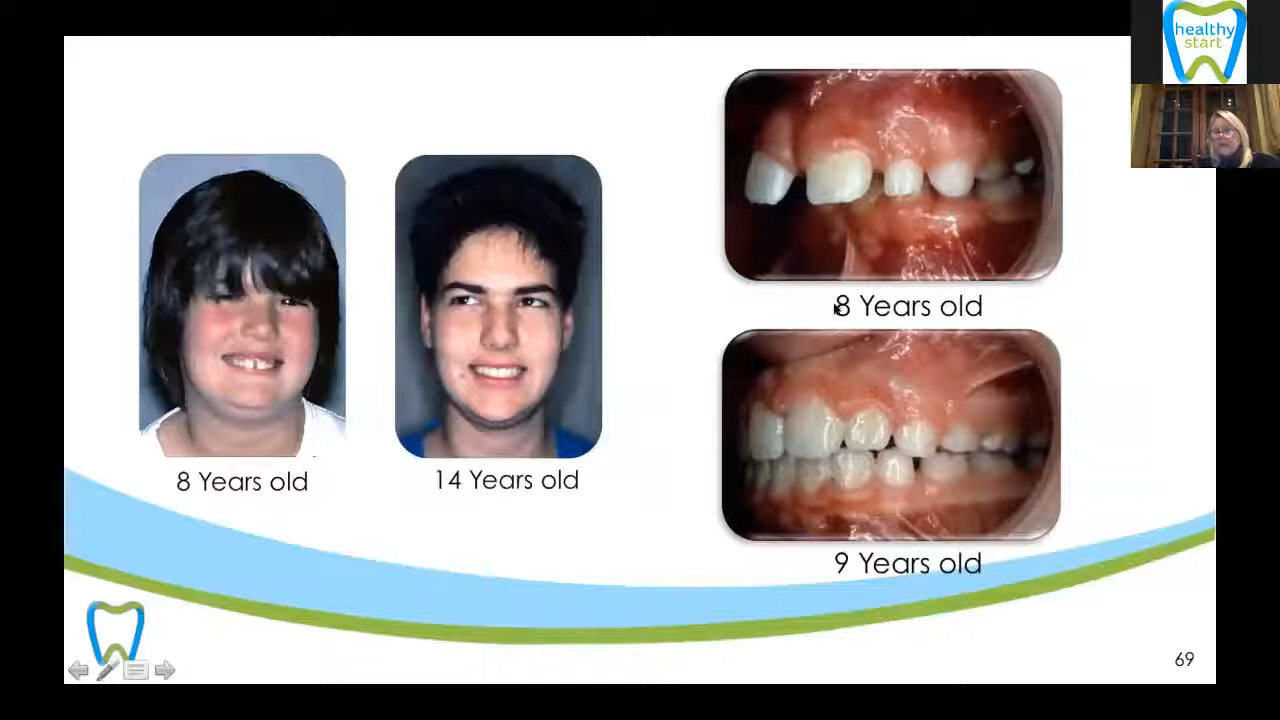 healthy
start
8 Years old
8 Years old
14 Years old
9 Years old
69